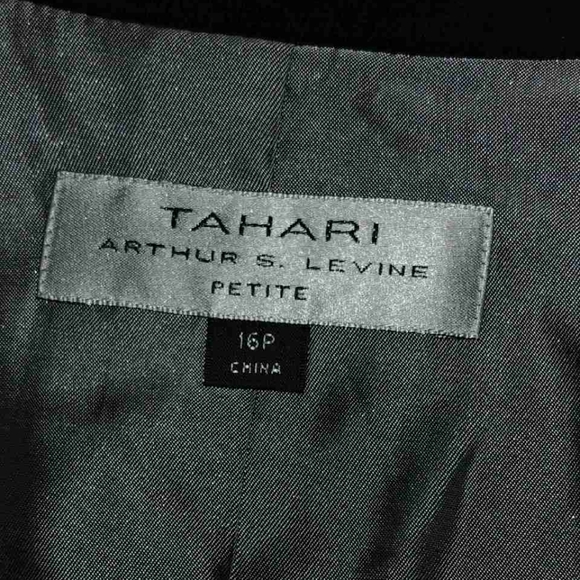 TAHARI
ARTHUR S. LEVINE
PETITE
16P
CHINA